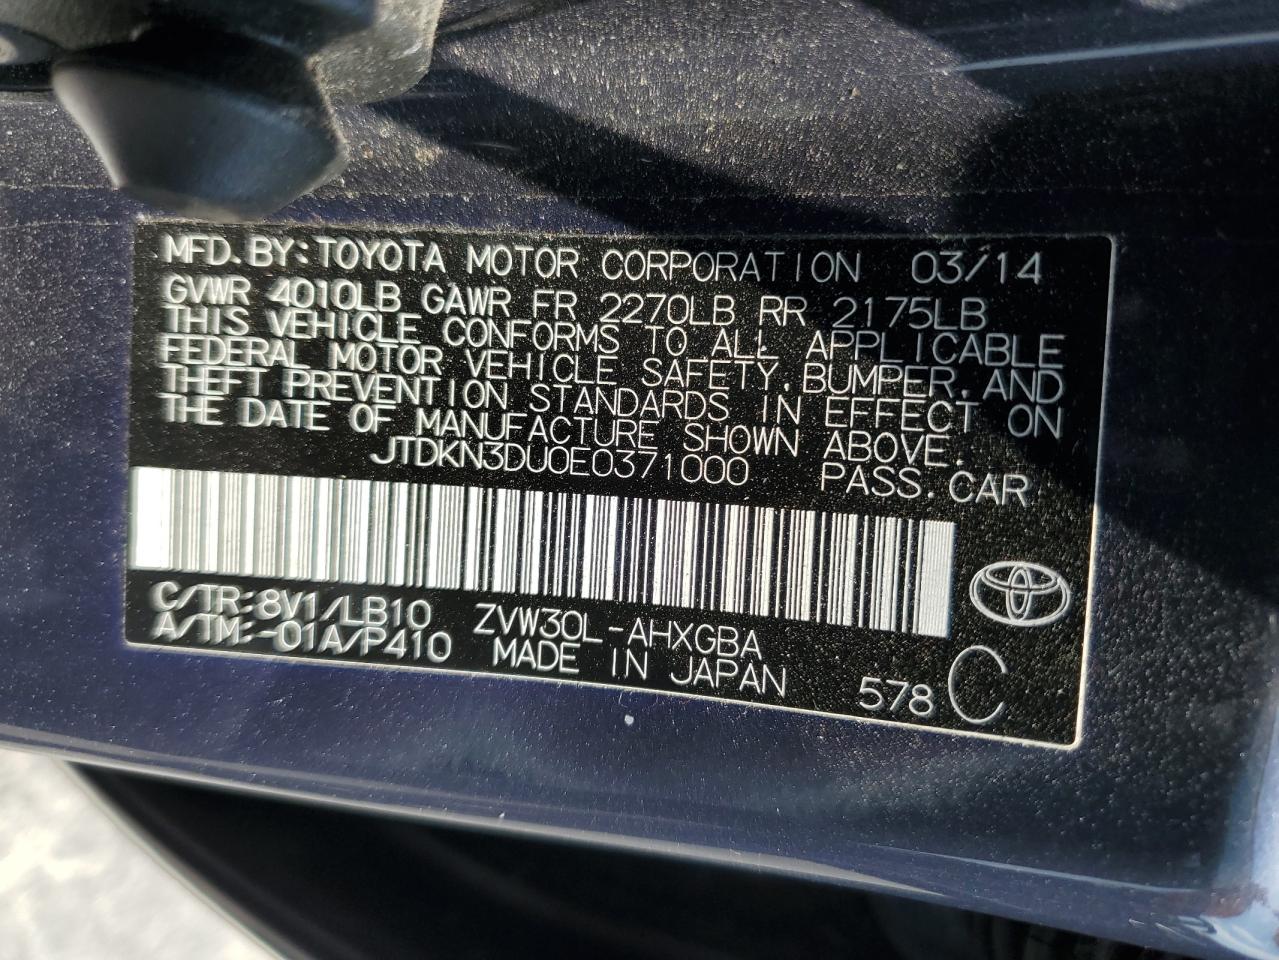 MFD. BY: TOYOTA MOTOR CORPORATION 03/14
GVWR 4010LB GAWR FR 2270LB RR 2175LB
THIS VEHICLE CONFORMS TO ALL APPLICABLE
FEDERAL MOTOR VEHICLE SAFETY, BUMPER, AND
THEFT PREVENTION STANDARDS IN EFFECT ON
THE DATE OF MANUFACTURE SHOWN ABOVE.
JTDKN3DU0E0371000 PASS. CAR
C/TR: 8V1/LB10 ZVW30L-AHXGBA
A/TM: -01A/P410 MADE IN JAPAN
578 C